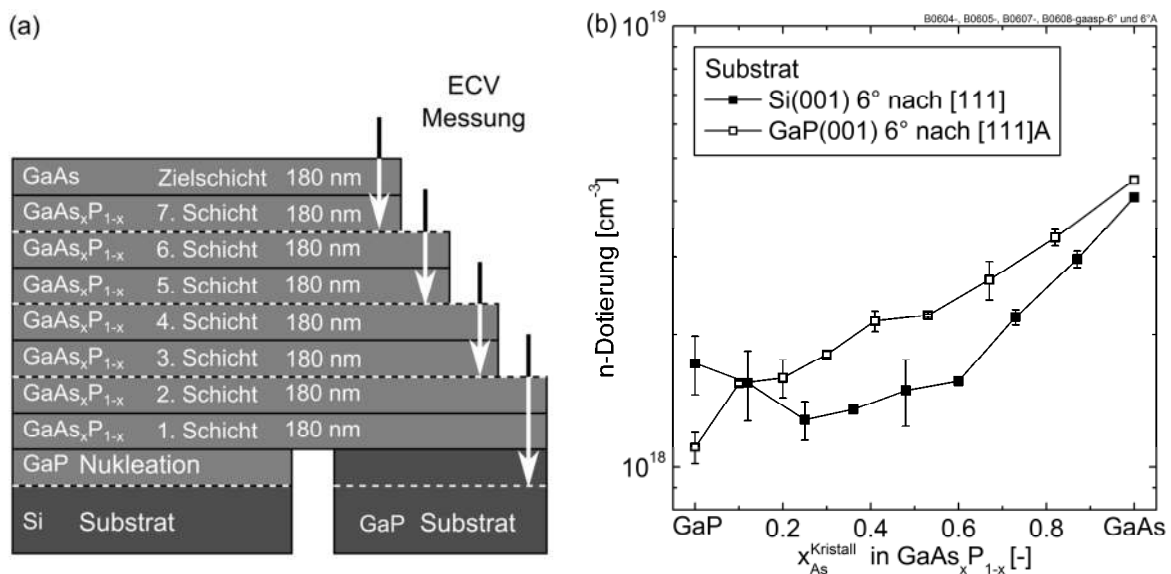 (a)
ECV
Messung
GaAs Zielschicht 180 nm
GaAsxP1-x 7. Schicht 180 nm
GaAsxP1-x 6. Schicht 180 nm
GaAsxP1-x 5. Schicht 180 nm
GaAsxP1-x 4. Schicht 180 nm
GaAsxP1-x 3. Schicht 180 nm
GaAsxP1-x 2. Schicht 180 nm
GaAsxP1-x 1. Schicht 180 nm
GaP Nukleation
Si Substrat
GaP Substrat
(b)
B0604-, B0605-, B0607-, B0608-gaasp-6° und 6°A
Substrat
Si(001) 6° nach [111]
GaP(001) 6° nach [111]A
n-Dotierung [cm-3]
10^19
10^18
GaP 0.2 0.4 0.6 0.8 GaAs
xAs^Kristall in GaAsxP1-x [-]